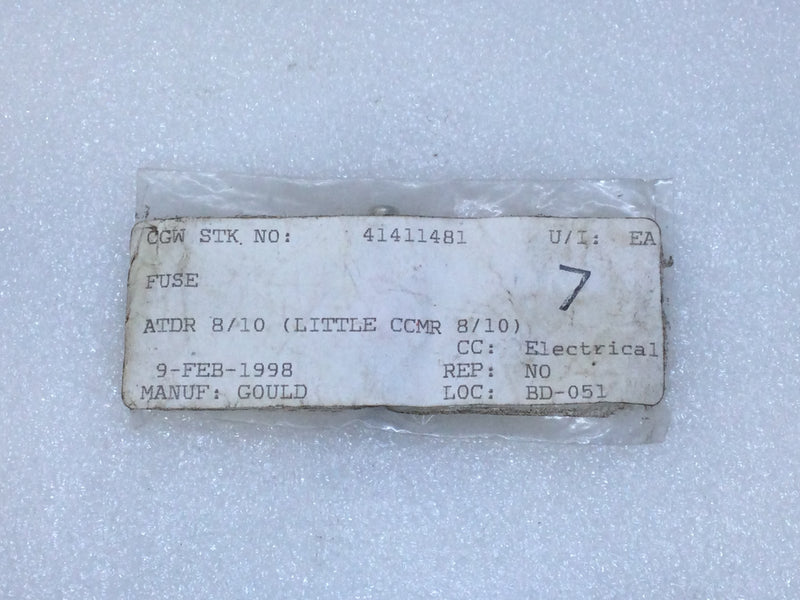 CGW STK NO: 41411481 U/I: EA
FUSE 7
ATDR 8/10 (LITTLE CCMR 8/10)
CC: Electrical
9-FEB-1998 REP: NO
MANUF: GOULD LOC: BD-051